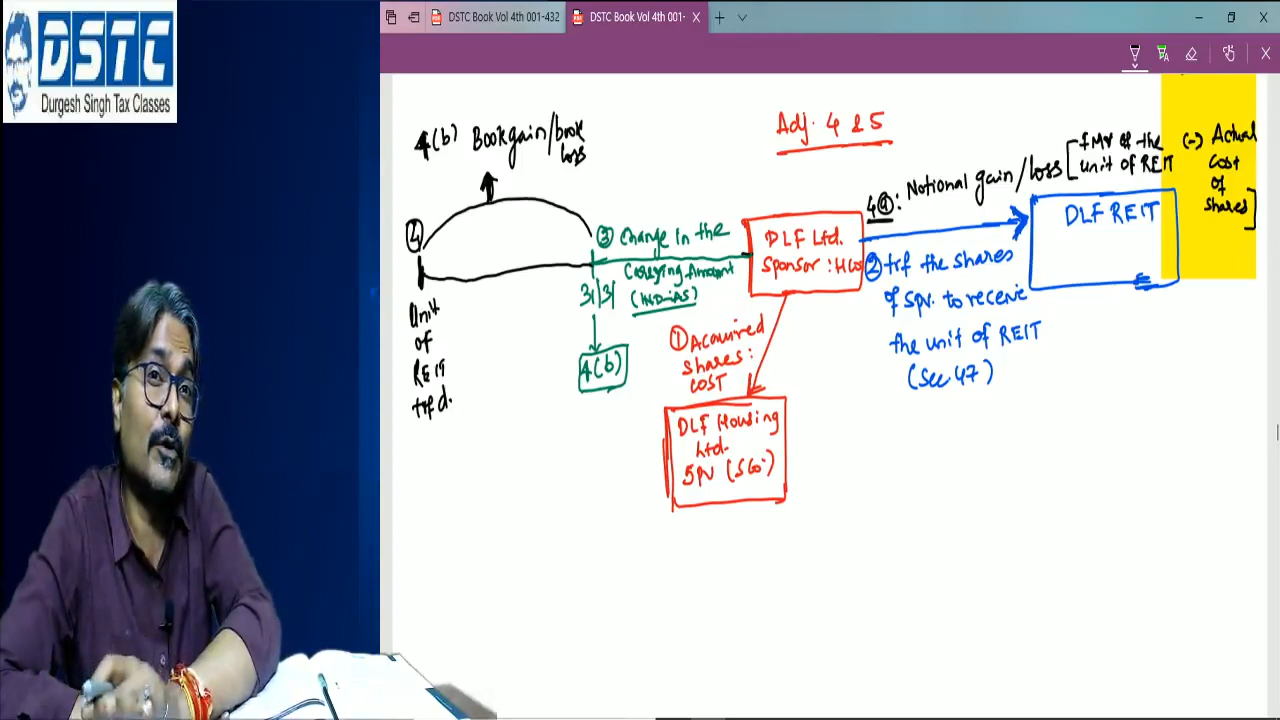 DSTC
Durgesh Singh Tax Classes
DSTC Book Vol 4th 001-432
DSTC Book Vol 4th 001-
Adj. 4 & 5
4(b) Book gain/book
loss
4(a): Notional gain/loss
FMV of the
unit of REIT
(-) Actual
cost
of
shares
4
Unit
of
REIT
trfd.
3 Change in the
Carrying Amount
(INDAS)
31/3/
4(b)
DLF Ltd.
Sponsor: HCo
1 Acquired
shares:
COST
DLF Housing
Ltd.
SPV (SCo.)
2 trf the shares
of SPV. to receive
the unit of REIT
(Sec 47)
DLF REIT